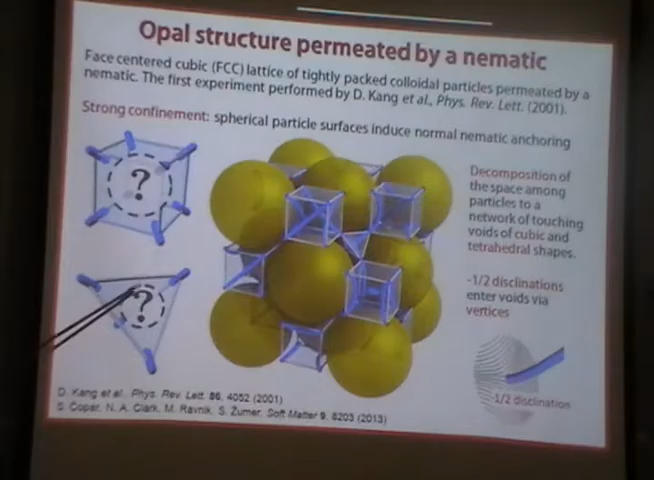 Opal structure permeated by a nematic
Face centered cubic (FCC) lattice of tightly packed colloidal particles permeated by a
nematic. The first experiment performed by D. Kang et al., Phys. Rev. Lett. (2001).
Strong confinement: spherical particle surfaces induce normal nematic anchoring
?
?
Decomposition of
the space among
particles to a
network of touching
voids of cubic and
tetrahedral shapes.
-1/2 disclinations
enter voids via
vertices
-1/2 disclination
D. Kang et al., Phys. Rev. Lett. 86, 4052 (2001)
S. Čopar, N. A. Clark, M. Ravnik, S. Žumer, Soft Matter 9, 8203 (2013)